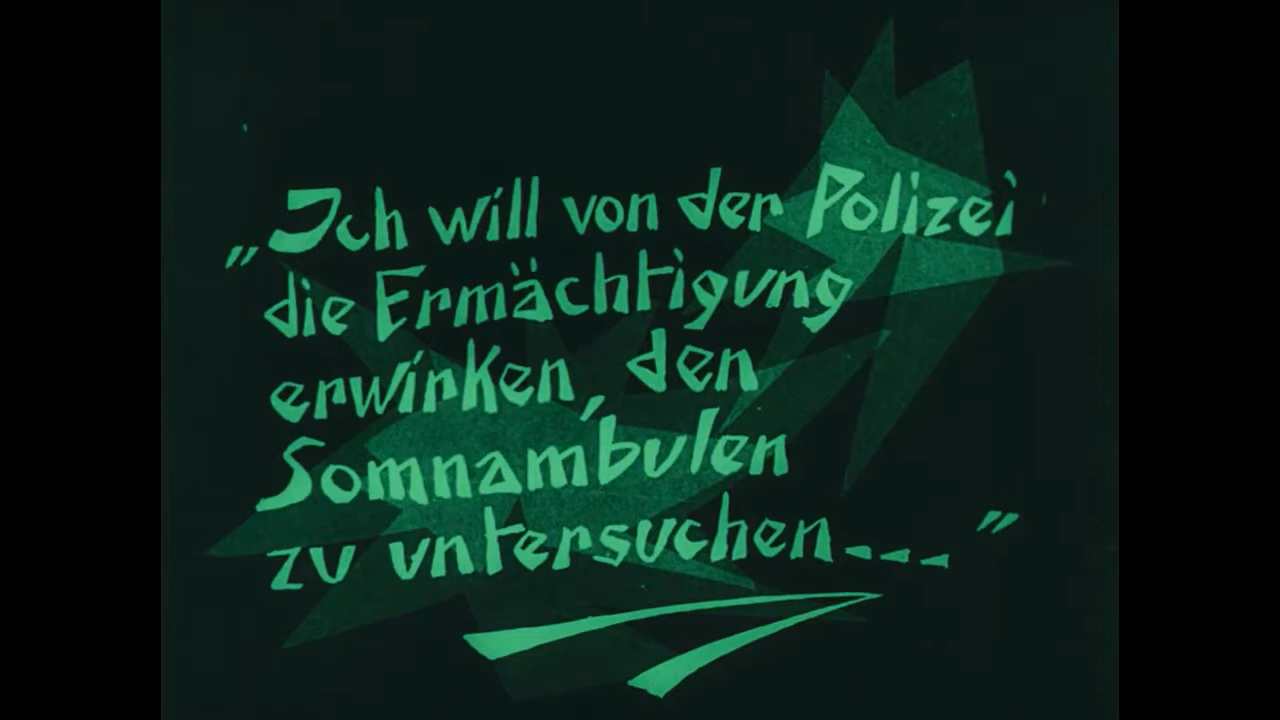 „Ich will von der Polizei
die Ermächtigung
erwirken, den
Somnambulen
zu untersuchen---"